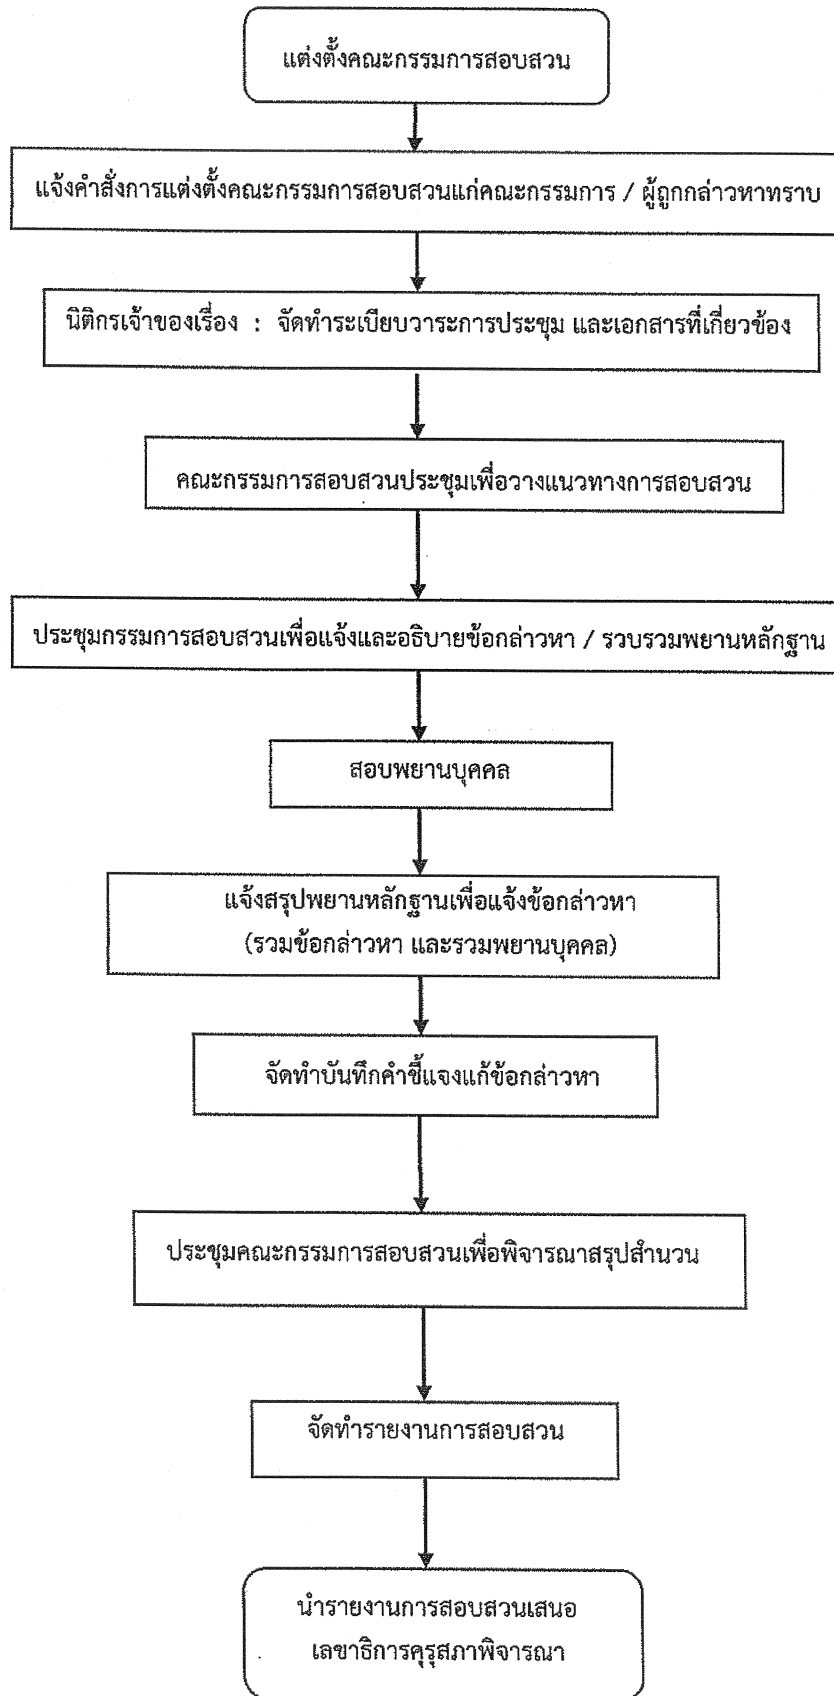 แต่งตั้งคณะกรรมการสอบสวน
แจ้งคำสั่งการแต่งตั้งคณะกรรมการสอบสวนแก่คณะกรรมการ / ผู้ถูกกล่าวหาทราบ
นิติกรเจ้าของเรื่อง : จัดทำระเบียบวาระการประชุม และเอกสารที่เกี่ยวข้อง
คณะกรรมการสอบสวนประชุมเพื่อวางแนวทางการสอบสวน
ประชุมกรรมการสอบสวนเพื่อแจ้งและอธิบายข้อกล่าวหา / รวบรวมพยานหลักฐาน
สอบพยานบุคคล
แจ้งสรุปพยานหลักฐานเพื่อแจ้งข้อกล่าวหา
(รวมข้อกล่าวหา และรวมพยานบุคคล)
จัดทำบันทึกคำชี้แจงแก้ข้อกล่าวหา
ประชุมคณะกรรมการสอบสวนเพื่อพิจารณาสรุปสำนวน
จัดทำรายงานการสอบสวน
นำรายงานการสอบสวนเสนอ
เลขาธิการคุรุสภาพิจารณา